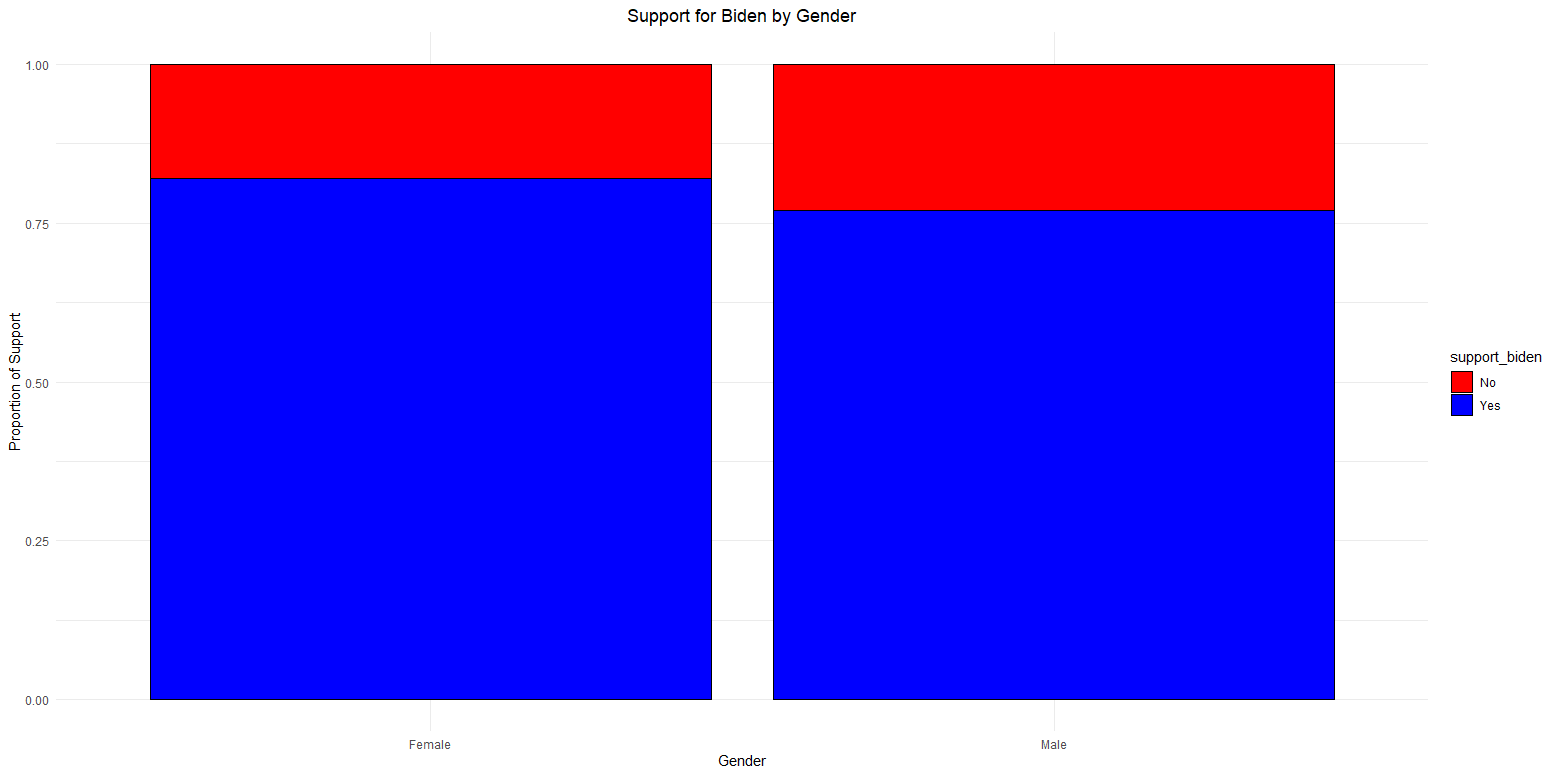 Support for Biden by Gender
1.00
0.75
0.50
0.25
0.00
Proportion of Support
Female
Male
Gender
support_biden
No
Yes